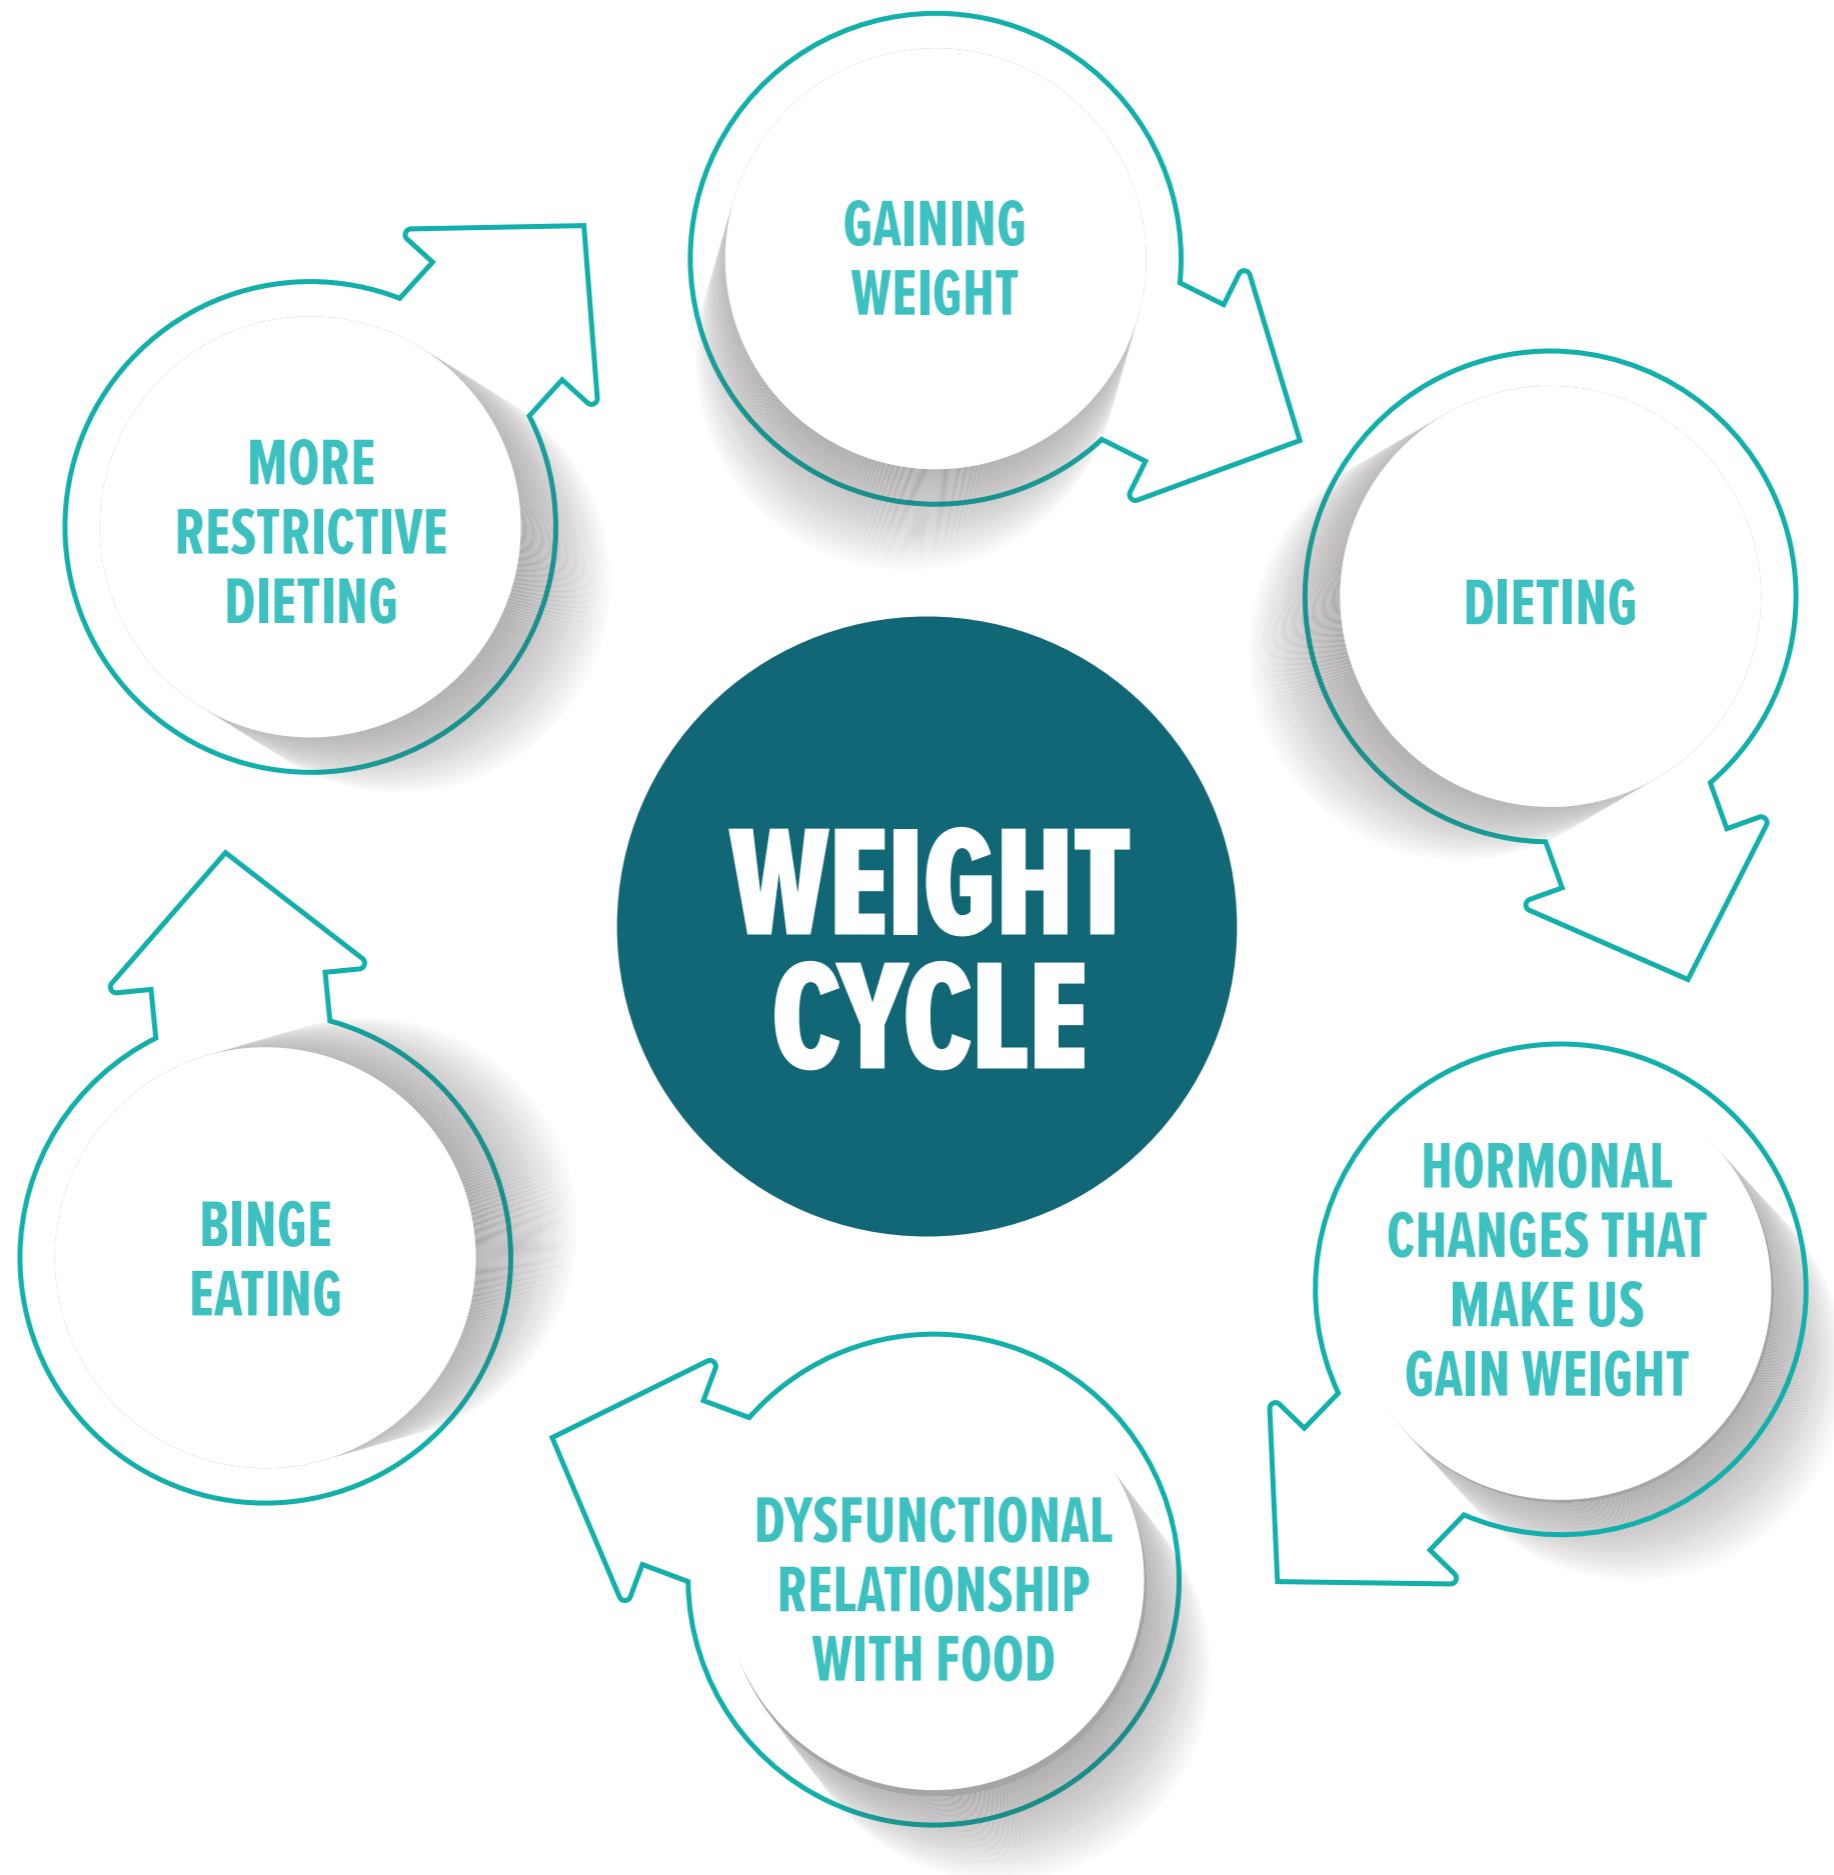 GAINING
WEIGHT
DIETING
HORMONAL
CHANGES THAT
MAKE US
GAIN WEIGHT
DYSFUNCTIONAL
RELATIONSHIP
WITH FOOD
BINGE
EATING
MORE
RESTRICTIVE
DIETING
WEIGHT
CYCLE